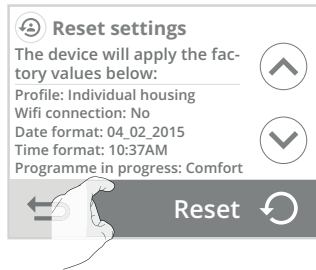 Reset settings
The device will apply the fac-
tory values below:
Profile: Individual housing
Wifi connection: No
Date format: 04_02_2015
Time format: 10:37AM
Programme in progress: Comfort
Reset